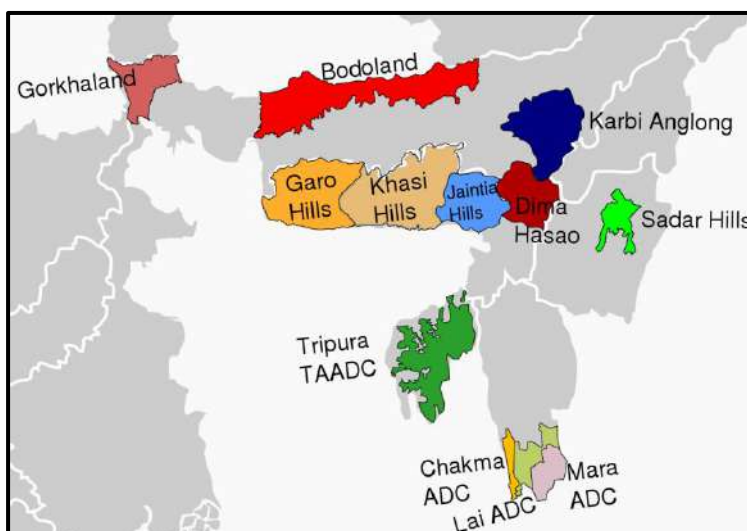 Gorkhaland
Bodoland
Karbi Anglong
Garo
Hills
Khasi
Hills
Jaintia
Hills
Dima
Hasao
Sadar Hills
Tripura
TAADC
Chakma
ADC
Lai ADC
Mara
ADC